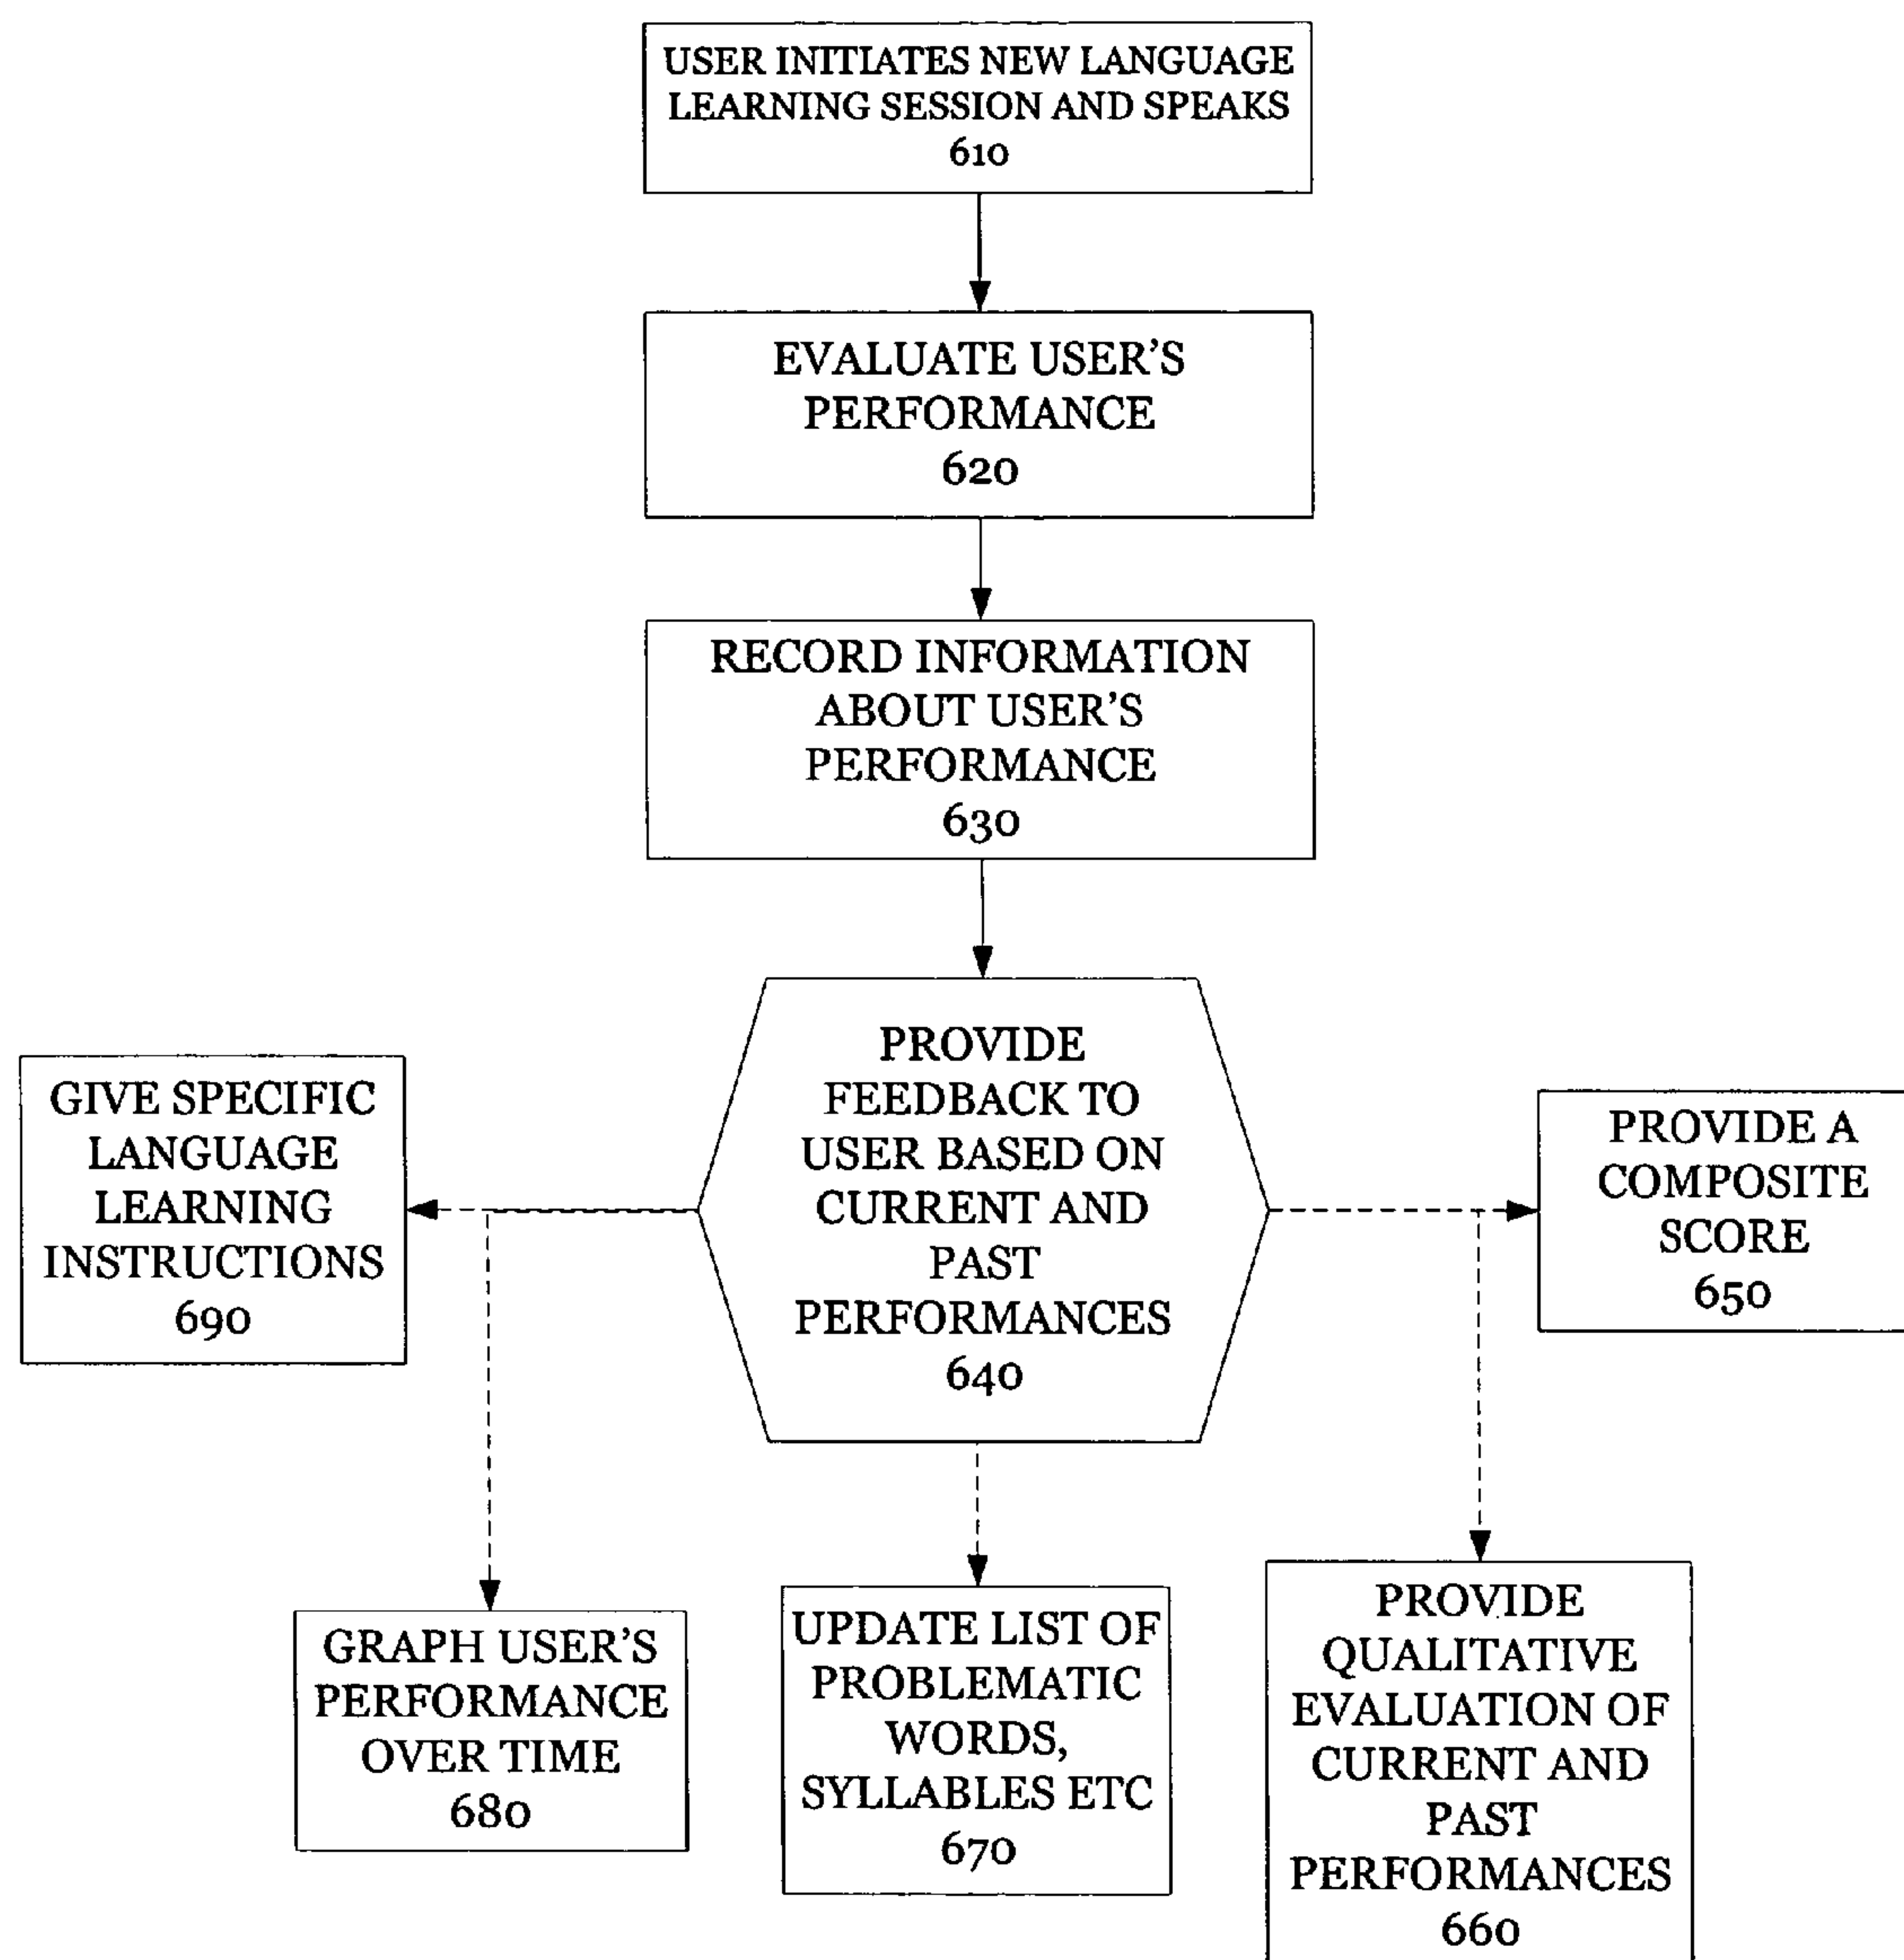 USER INITIATES NEW LANGUAGE
LEARNING SESSION AND SPEAKS
610
EVALUATE USER'S
PERFORMANCE
620
RECORD INFORMATION
ABOUT USER'S
PERFORMANCE
630
PROVIDE
FEEDBACK TO
USER BASED ON
CURRENT AND
PAST
PERFORMANCES
640
GIVE SPECIFIC
LANGUAGE
LEARNING
INSTRUCTIONS
690
PROVIDE A
COMPOSITE
SCORE
650
GRAPH USER'S
PERFORMANCE
OVER TIME
680
UPDATE LIST OF
PROBLEMATIC
WORDS,
SYLLABLES ETC
670
PROVIDE
QUALITATIVE
EVALUATION OF
CURRENT AND
PAST
PERFORMANCES
660